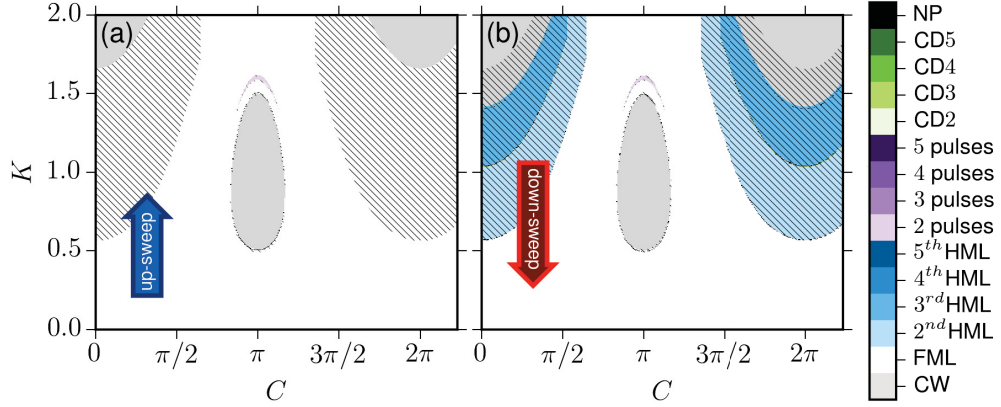 (a)
2.0
1.5
1.0
0.5
0.0
K
up-sweep
0
π/2
π
3π/2
2π
C
(b)
down-sweep
0
π/2
π
3π/2
2π
C
NP
CD5
CD4
CD3
CD2
5 pulses
4 pulses
3 pulses
2 pulses
5th HML
4th HML
3rd HML
2nd HML
FML
CW